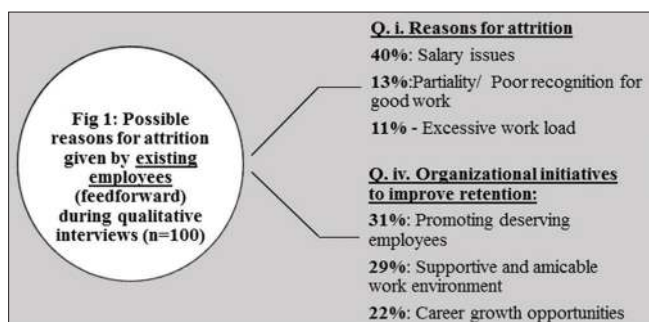 Fig 1: Possible
reasons for attrition
given by existing
employees
(feedforward)
during qualitative
interviews (n=100)
Q. i. Reasons for attrition
40%: Salary issues
13%:Partiality/ Poor recognition for
good work
11% - Excessive work load
Q. iv. Organizational initiatives
to improve retention:
31%: Promoting deserving
employees
29%: Supportive and amicable
work environment
22%: Career growth opportunities